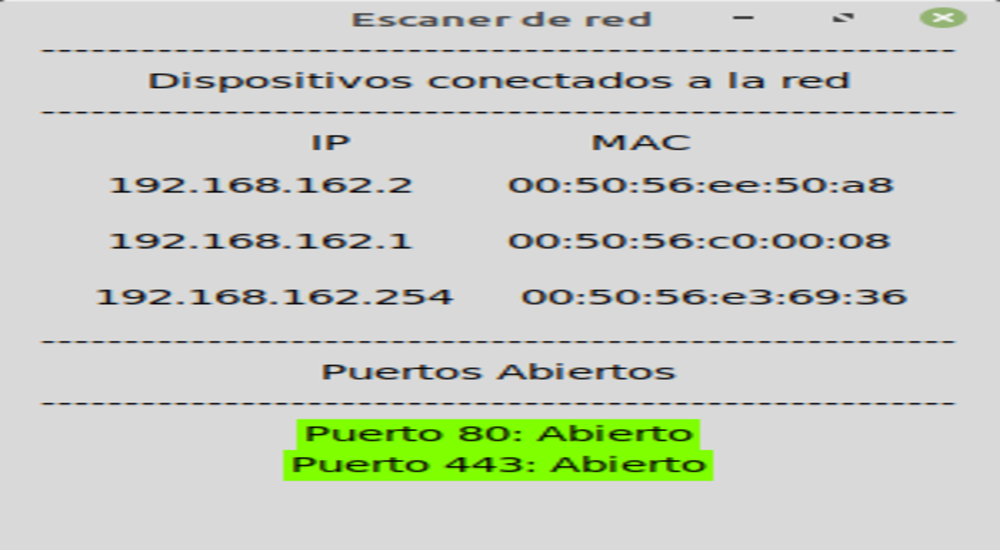 Escaner de red
--------------------------------------------------------
Dispositivos conectados a la red
--------------------------------------------------------
IP MAC
192.168.162.2 00:50:56:ee:50:a8
192.168.162.1 00:50:56:c0:00:08
192.168.162.254 00:50:56:e3:69:36
--------------------------------------------------------
Puertos Abiertos
--------------------------------------------------------
Puerto 80: Abierto
Puerto 443: Abierto